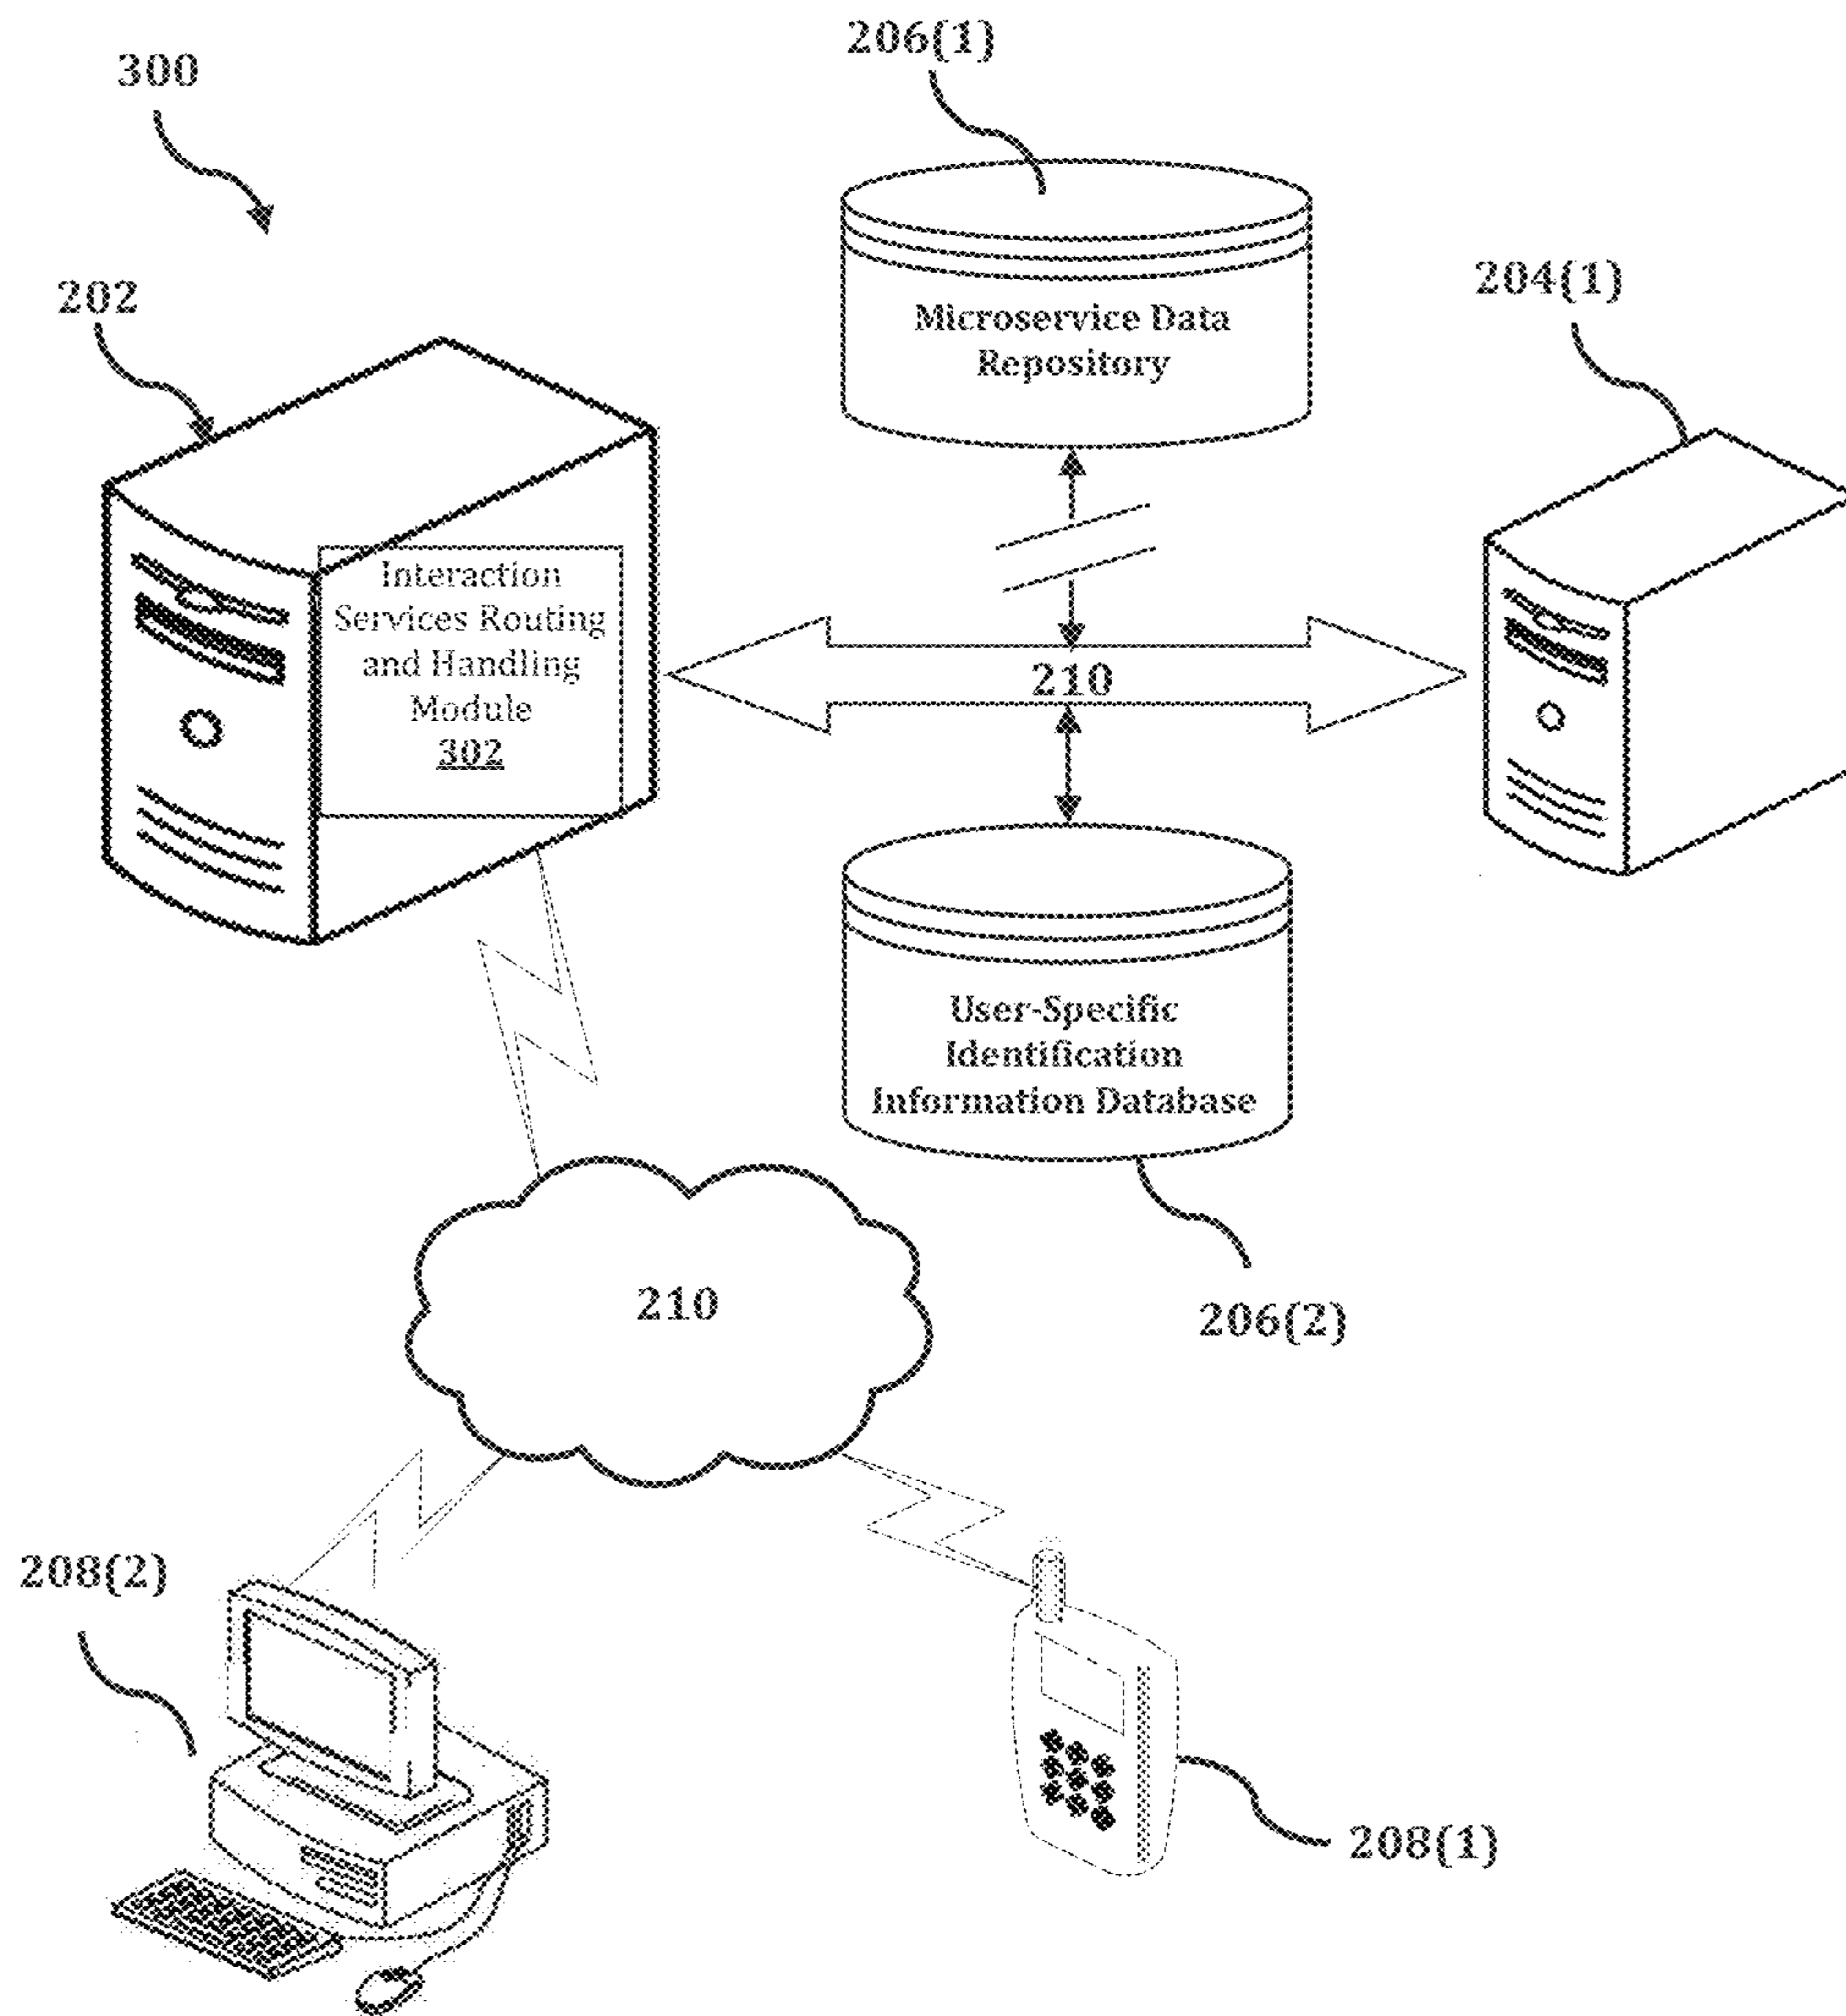 206(1)
300
204(1)
202
Microservice Data
Repository
Interaction
Services Routing
and Handling
Module
302
210
User-Specific
Identification
Information Database
210
206(2)
208(2)
208(1)